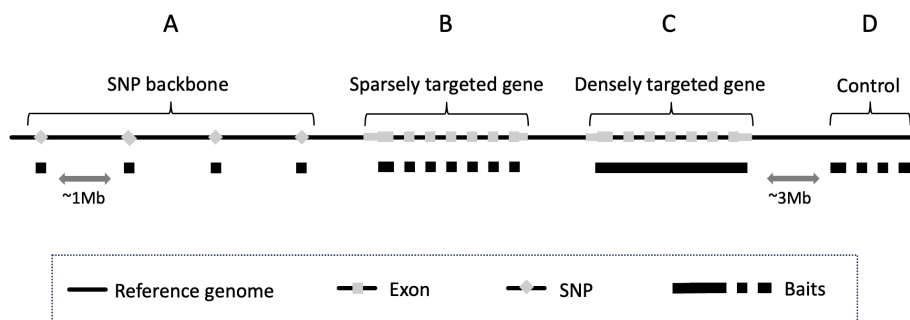 A B C D
SNP backbone Sparsely targeted gene Densely targeted gene Control
~1Mb ~3Mb
Reference genome Exon SNP Baits